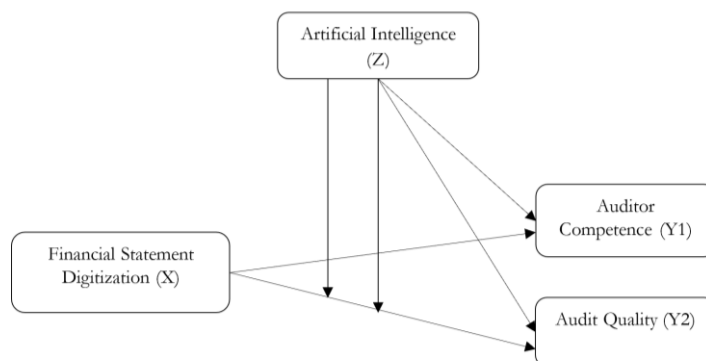 Artificial Intelligence
(Z)
Financial Statement
Digitization (X)
Auditor
Competence (Y1)
Audit Quality (Y2)